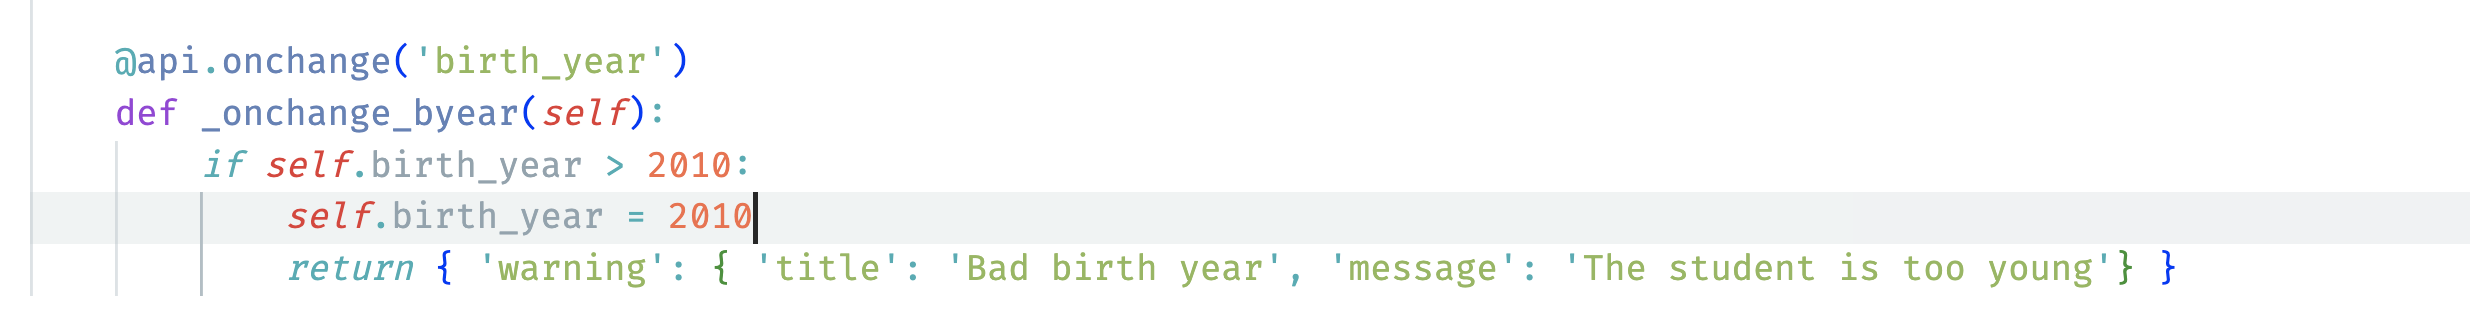 @api.onchange('birth_year')
def _onchange_byear(self):
if self.birth_year > 2010:
self.birth_year = 2010
return { 'warning': { 'title': 'Bad birth year', 'message': 'The student is too young'} }